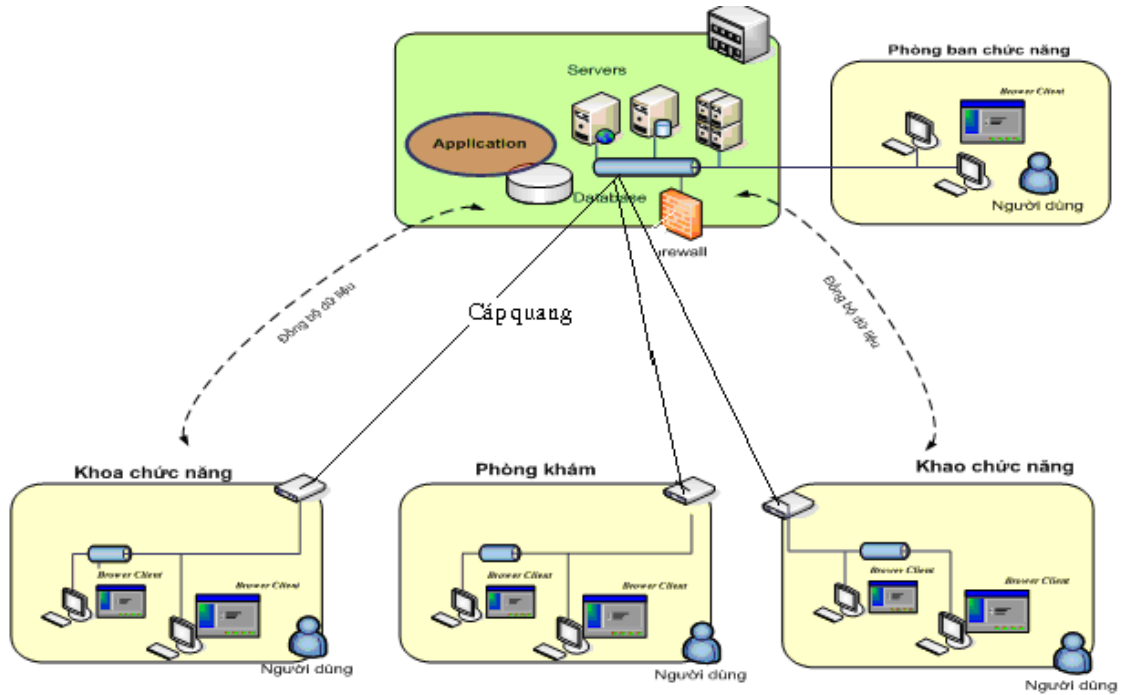 Phòng ban chức năng
Servers
Brower Client
Application
Người dùng
Database
rewall
Đồng bộ dữ liệu
Đồng bộ dữ liệu
Cáp quang
Khoa chức năng
Phòng khám
Khao chức năng
Brower Client
Brower Client
Người dùng
Brower Client
Brower Client
Người dùng
Brower Client
Brower Client
Người dùng